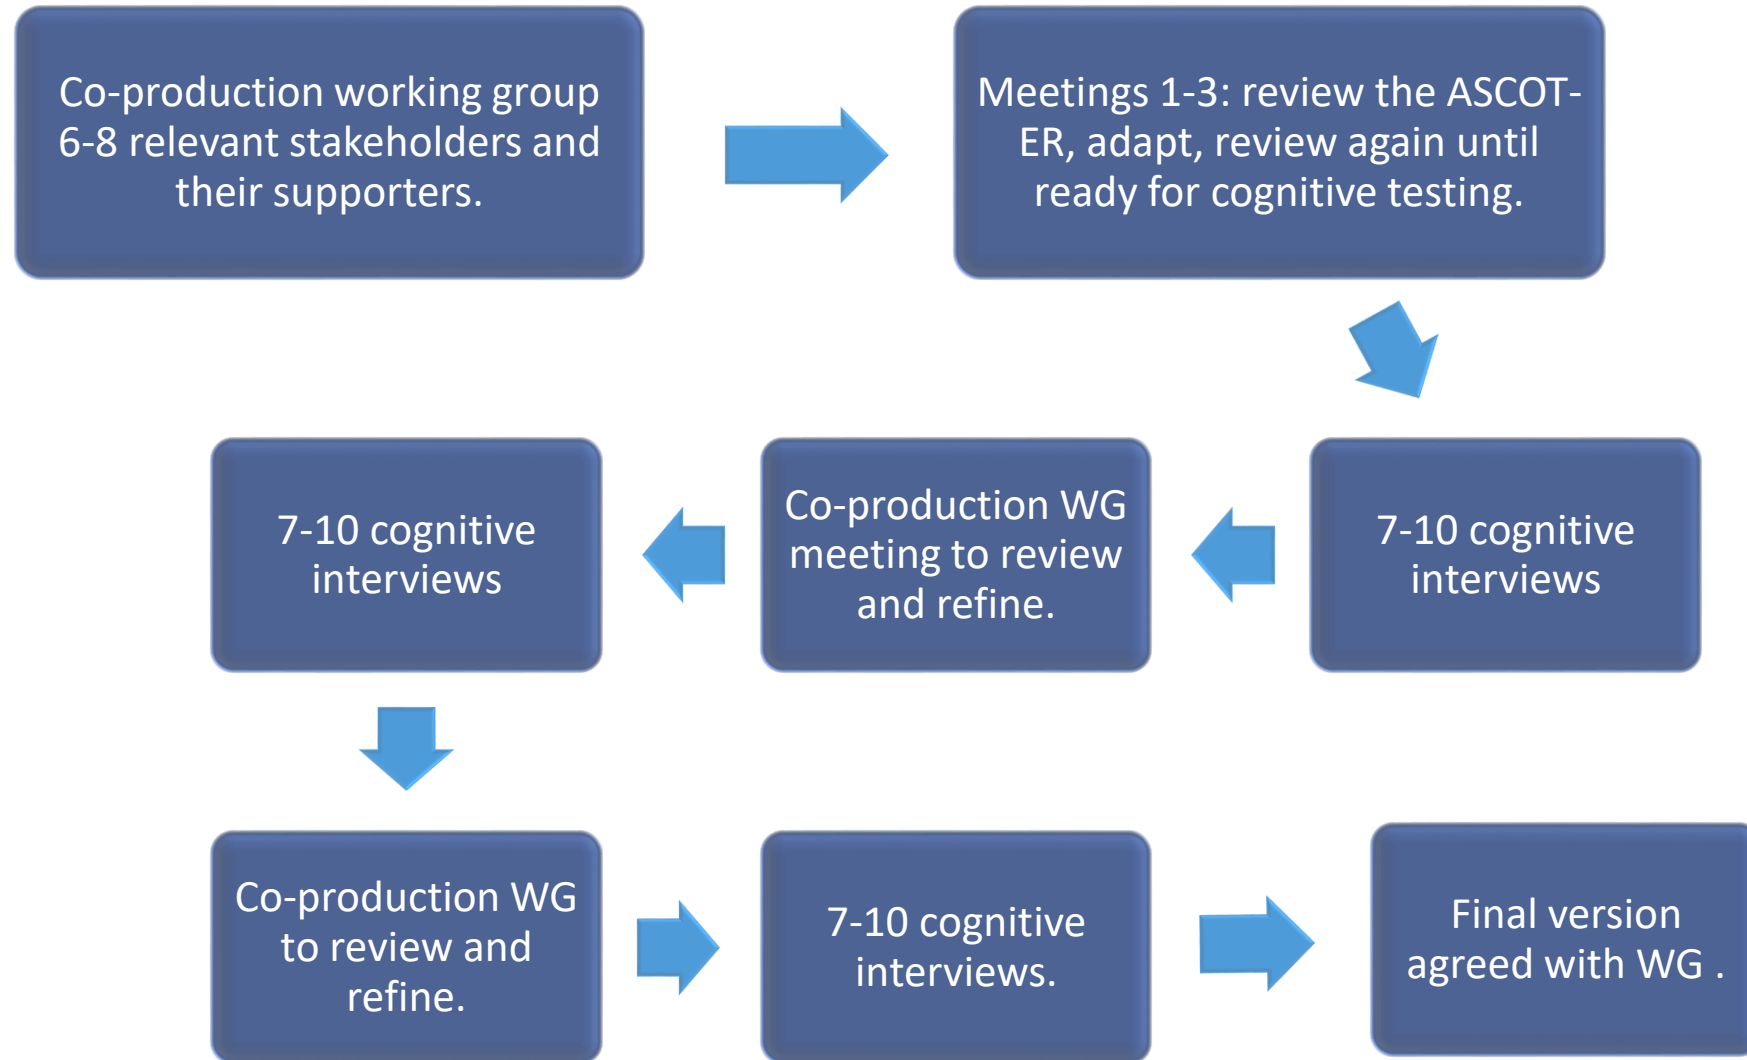 Co-production working group
6-8 relevant stakeholders and
their supporters.
Meetings 1-3: review the ASCOT-
ER, adapt, review again until
ready for cognitive testing.
7-10 cognitive
interviews
Co-production WG
meeting to review
and refine.
7-10 cognitive
interviews
Co-production WG
to review and
refine.
7-10 cognitive
interviews.
Final version
agreed with WG .